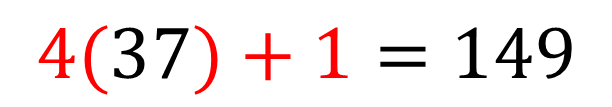 4(37) + 1 = 149